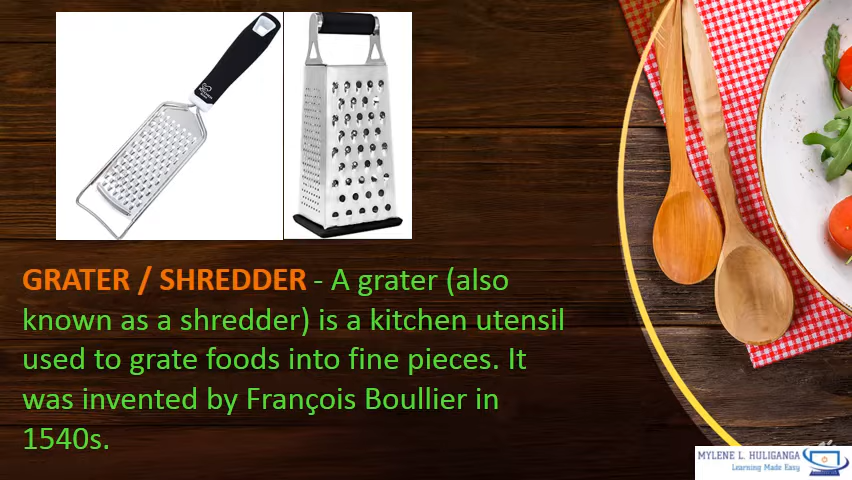 GRATER / SHREDDER - A grater (also
known as a shredder) is a kitchen utensil
used to grate foods into fine pieces. It
was invented by François Boullier in
1540s.
MYLENE L. HULIGANGA
Learning Made Easy